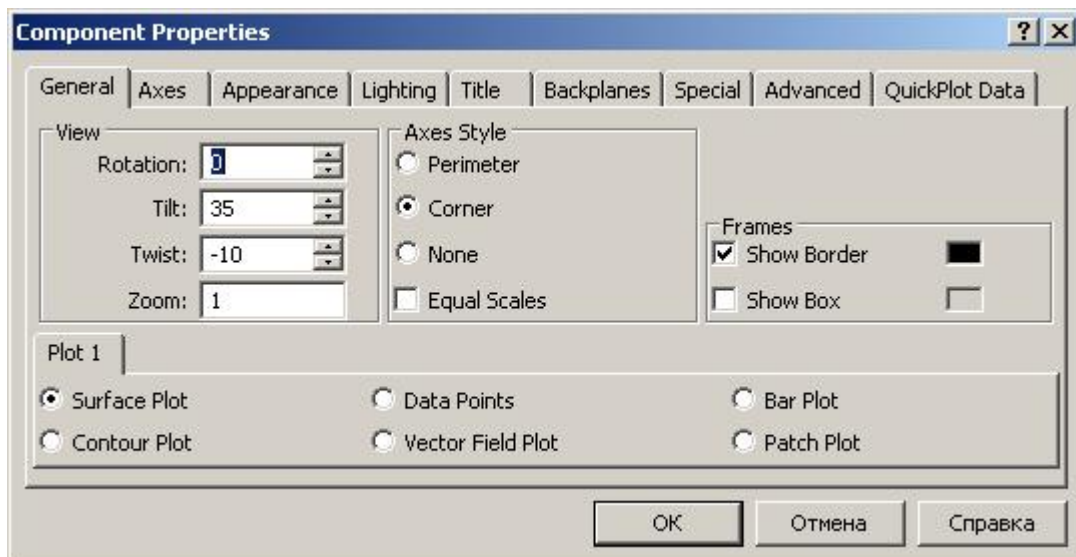 Component Properties
General Axes Appearance Lighting Title Backplanes Special Advanced QuickPlot Data
View
Rotation: 0
Tilt: 35
Twist: -10
Zoom: 1
Axes Style
Perimeter
Corner
None
Equal Scales
Frames
Show Border
Show Box
Plot 1
Surface Plot Data Points Bar Plot
Contour Plot Vector Field Plot Patch Plot
OK Отмена Справка